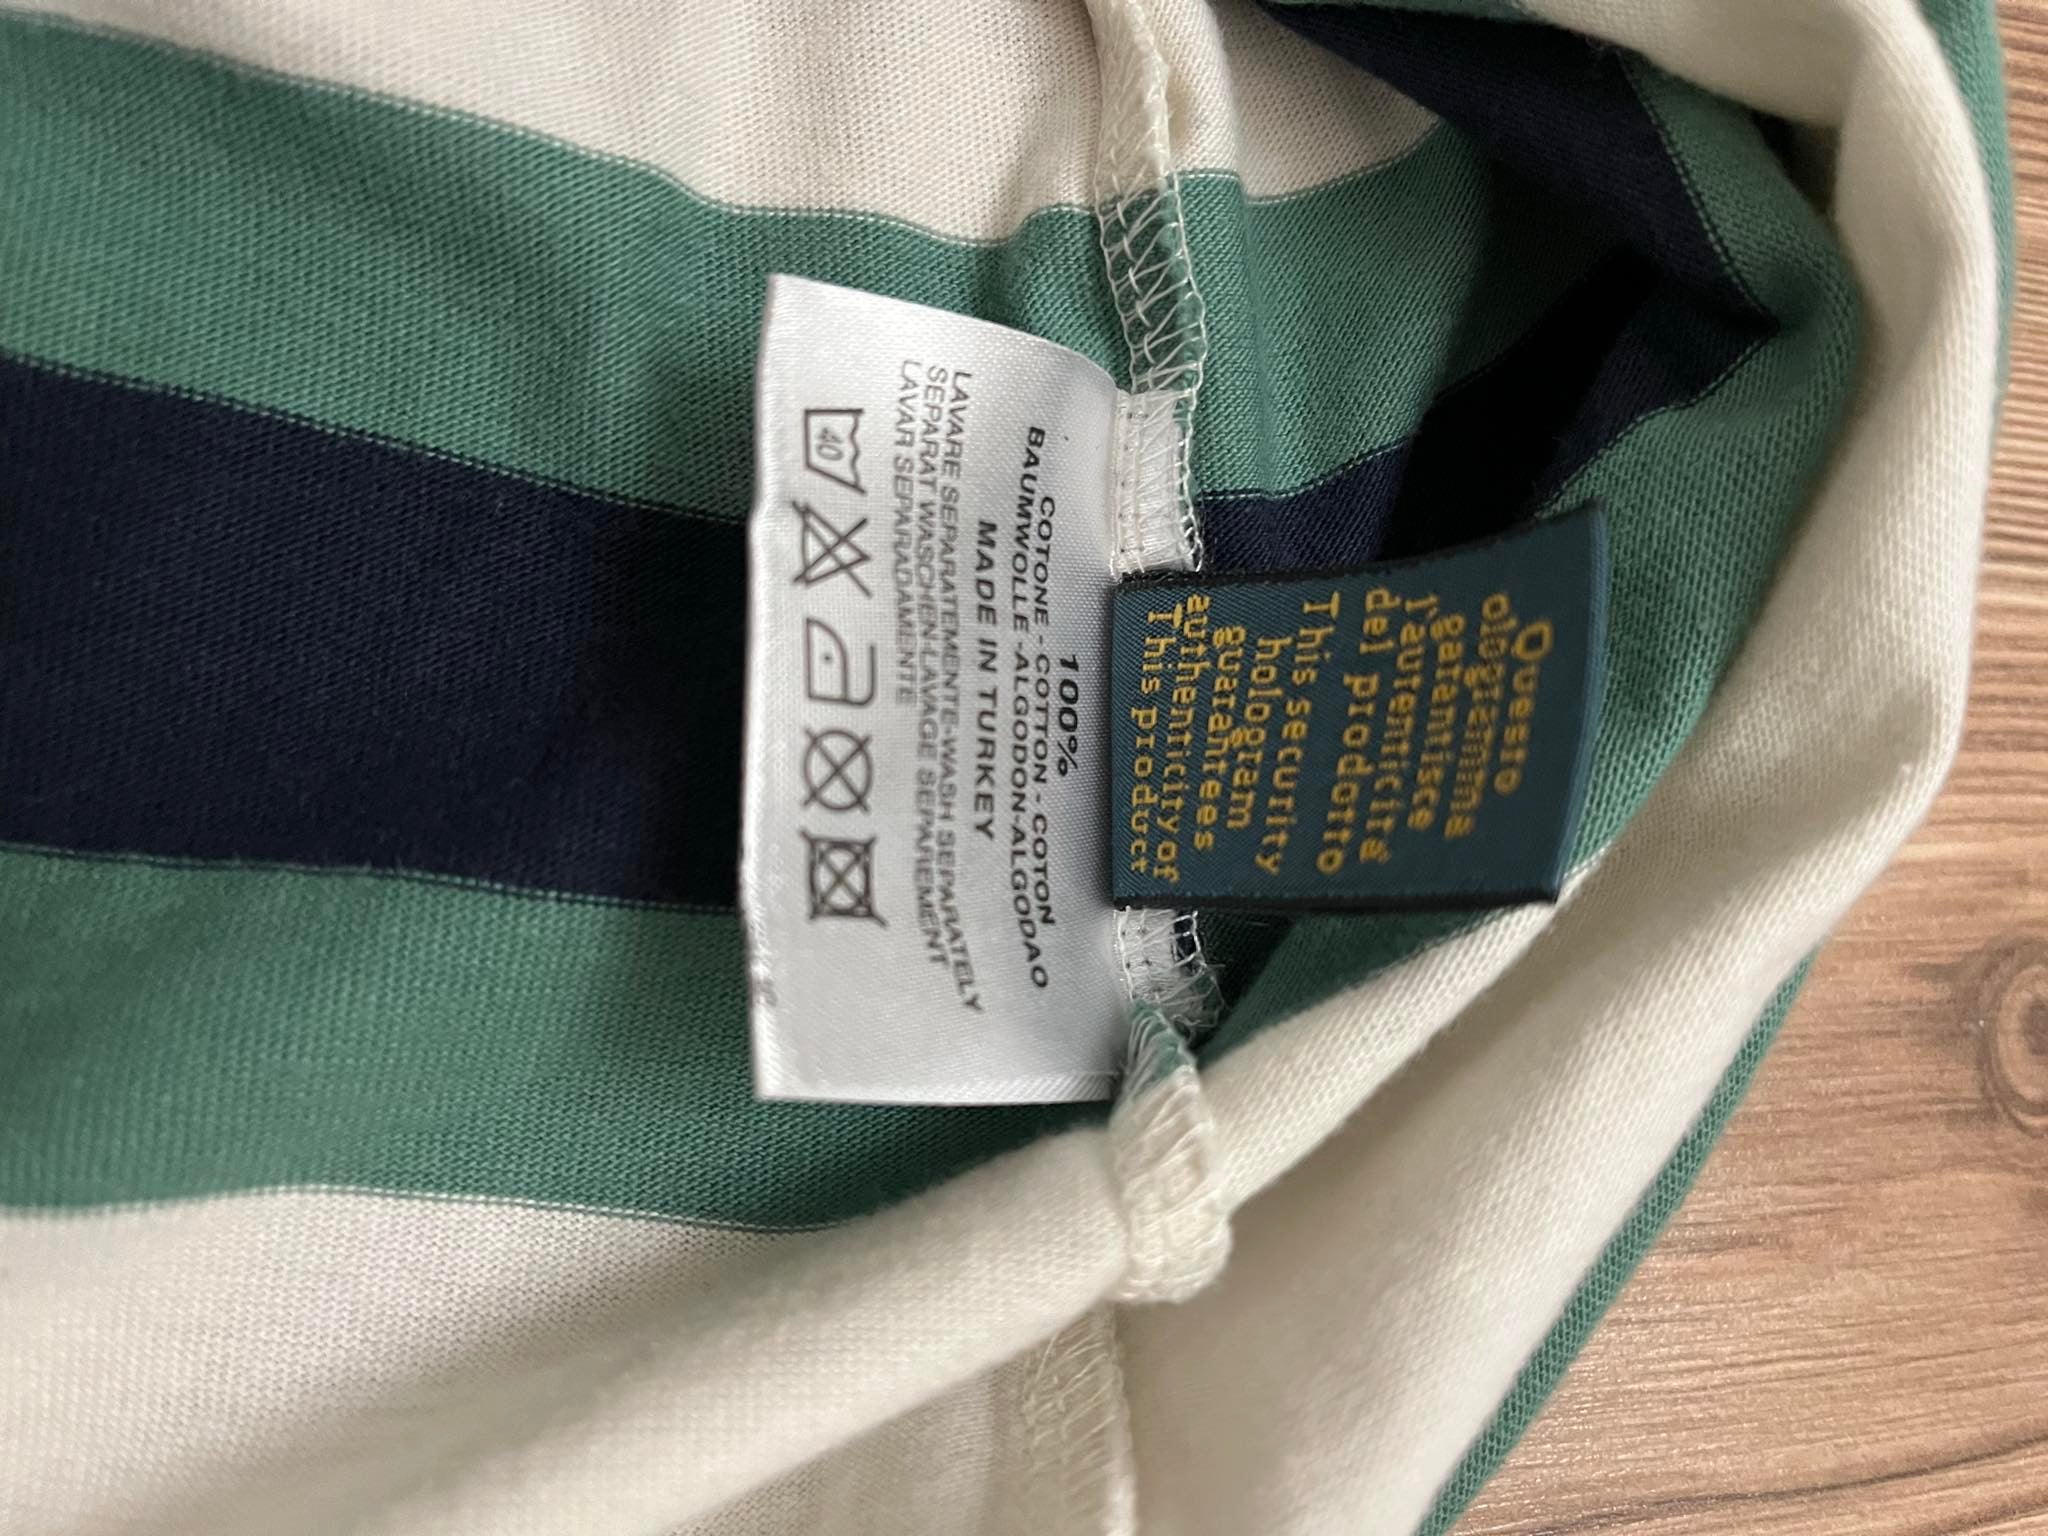 100%
COTONE - COTTON - COTON
BAUMWOLLE - ALGODON-ALGODAO
MADE IN TURKEY
LAVARE SEPARATEMENTE-WASH SEPARATELY
SEPARAT WASCHEN-LAVAGE SEPAREMENT
LAVAR SEPARADAMENTE
40
Questo
ologramma
garantisce
l'autenticità
del prodotto
This security
hologram
guarantees
authenticity of
This product